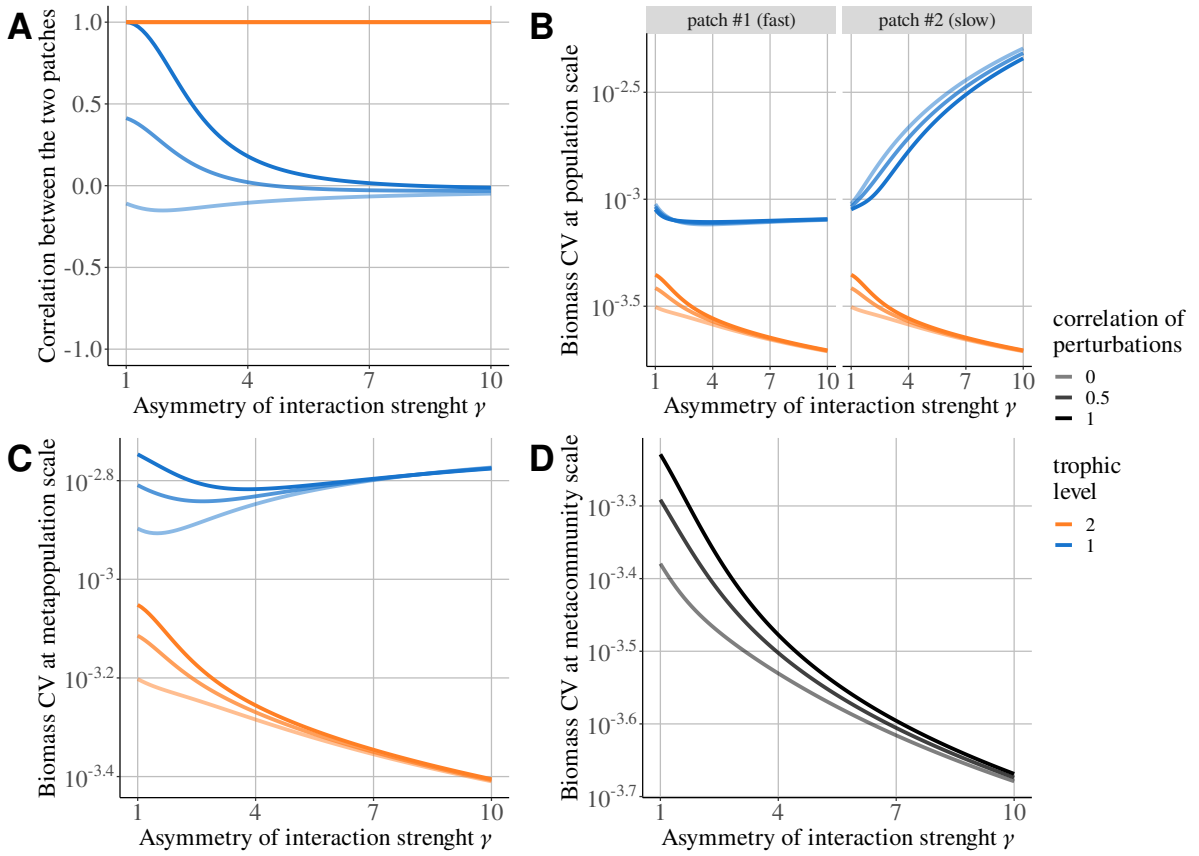 A
Correlation between the two patches
1.0
0.5
0.0
-0.5
-1.0
1 4 7 10
Asymmetry of interaction strenght γ
B
patch #1 (fast) patch #2 (slow)
Biomass CV at population scale
10^-2.5
10^-3
10^-3.5
1 4 7 10 1 4 7 10
Asymmetry of interaction strenght γ
C
Biomass CV at metapopulation scale
10^-2.8
10^-3
10^-3.2
10^-3.4
1 4 7 10
Asymmetry of interaction strenght γ
D
Biomass CV at metacommunity scale
10^-3.3
10^-3.4
10^-3.5
10^-3.6
10^-3.7
1 4 7 10
Asymmetry of interaction strenght γ
correlation of
perturbations
0
0.5
1
trophic
level
2
1